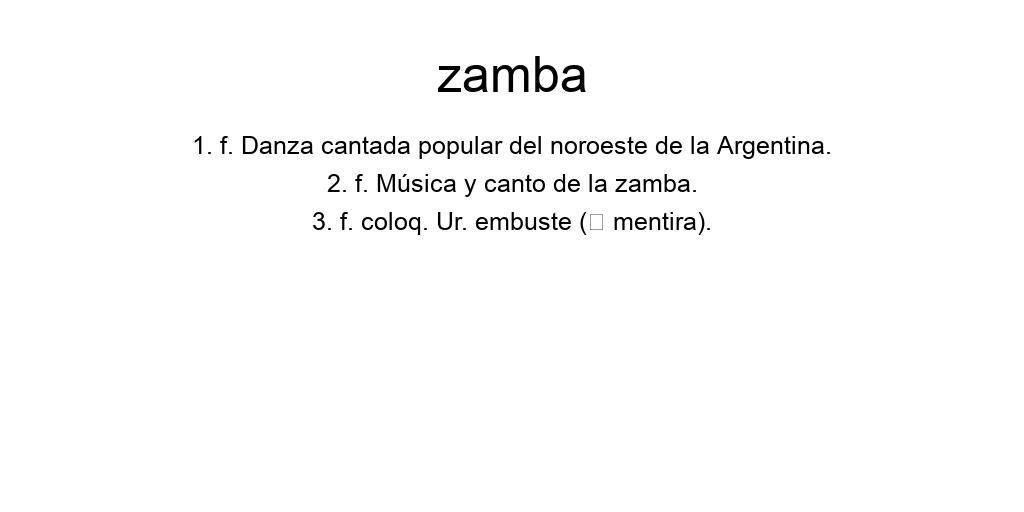 zamba
1. f. Danza cantada popular del noroeste de la Argentina.
2. f. Música y canto de la zamba.
3. f. coloq. Ur. embuste (□ mentira).